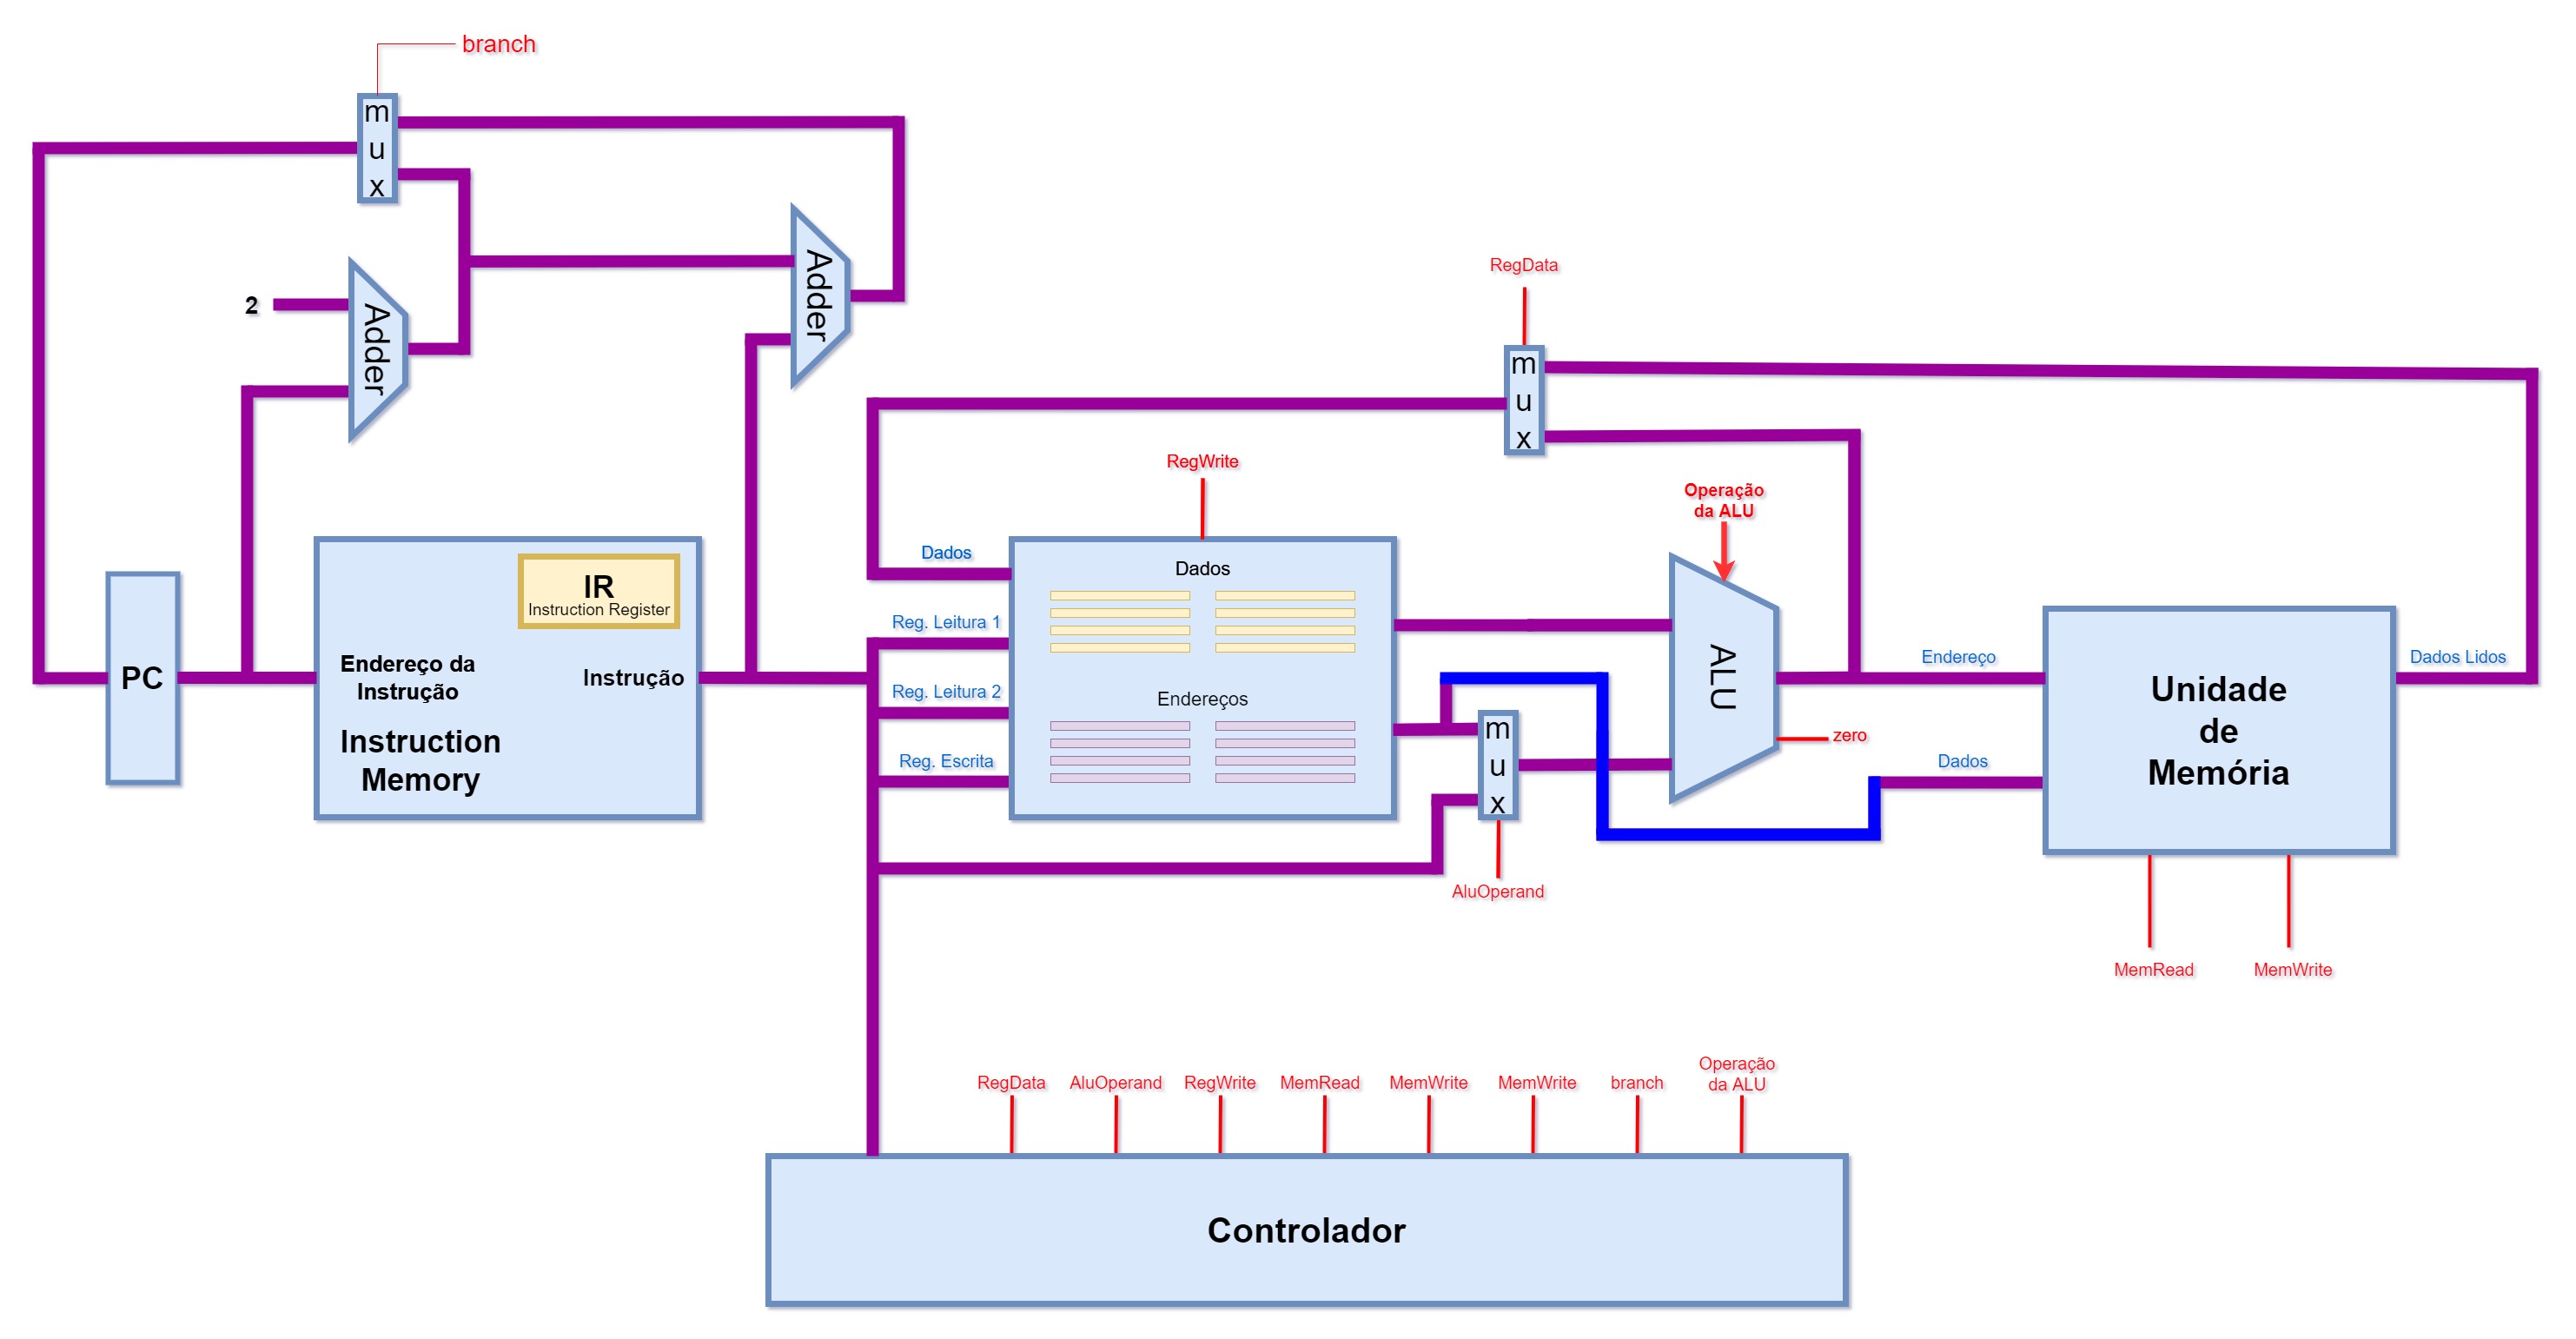 branch
m
u
x
Adder
2
Adder
RegData
m
u
x
RegWrite
Operação
da ALU
IR
Instruction Register
PC
Endereço da
Instrução
Instrução
Instruction
Memory
Dados
Reg. Leitura 1
Reg. Leitura 2
Reg. Escrita
Dados
Endereços
m
u
x
AluOperand
ALU
zero
Endereço
Dados
Unidade
de
Memória
Dados Lidos
MemRead
MemWrite
RegData
AluOperand
RegWrite
MemRead
MemWrite
MemWrite
branch
Operação
da ALU
Controlador